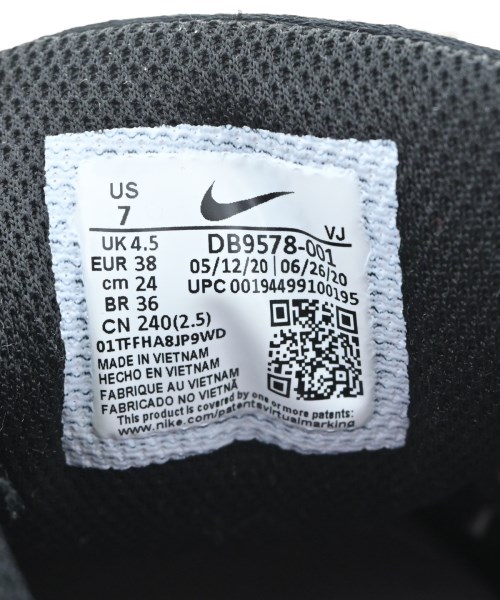 US
7
VJ
UK 4.5
DB9578-001
EUR 38
05/12/20 | 06/26/20
cm 24
UPC 00194499100195
BR 36
CN 240(2.5)
01TFFHA8JP9WD
MADE IN VIETNAM
HECHO EN VIETNAM
FABRIQUE AU VIETNAM
FABRICADO NO VIETNÃ
This product is covered by one or more patents:
www.nike.com/patentsvirtualmarking